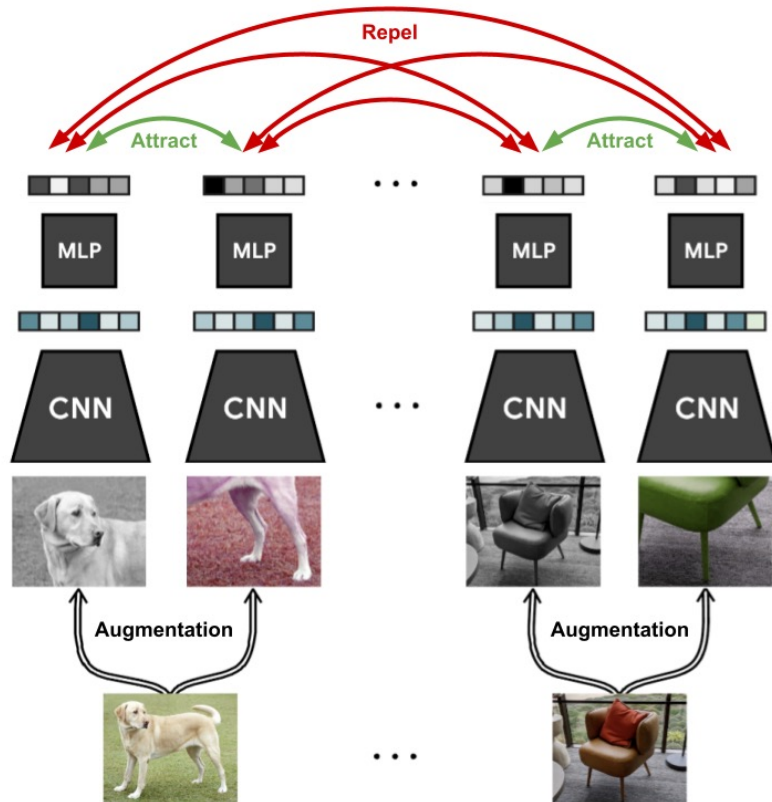 Repel
Attract
Attract
MLP
MLP
MLP
MLP
CNN
CNN
CNN
CNN
Augmentation
Augmentation